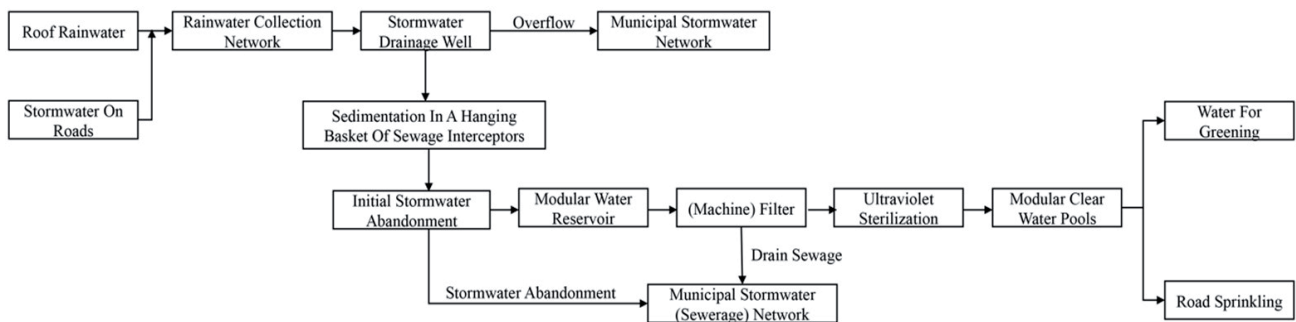 Roof Rainwater
Rainwater Collection
Network
Stormwater
Drainage Well
Overflow
Municipal Stormwater
Network
Stormwater On
Roads
Sedimentation In A Hanging
Basket Of Sewage Interceptors
Water For
Greening
Initial Stormwater
Abandonment
Modular Water
Reservoir
(Machine) Filter
Ultraviolet
Sterilization
Modular Clear
Water Pools
Drain Sewage
Stormwater Abandonment
Municipal Stormwater
(Sewerage) Network
Road Sprinkling